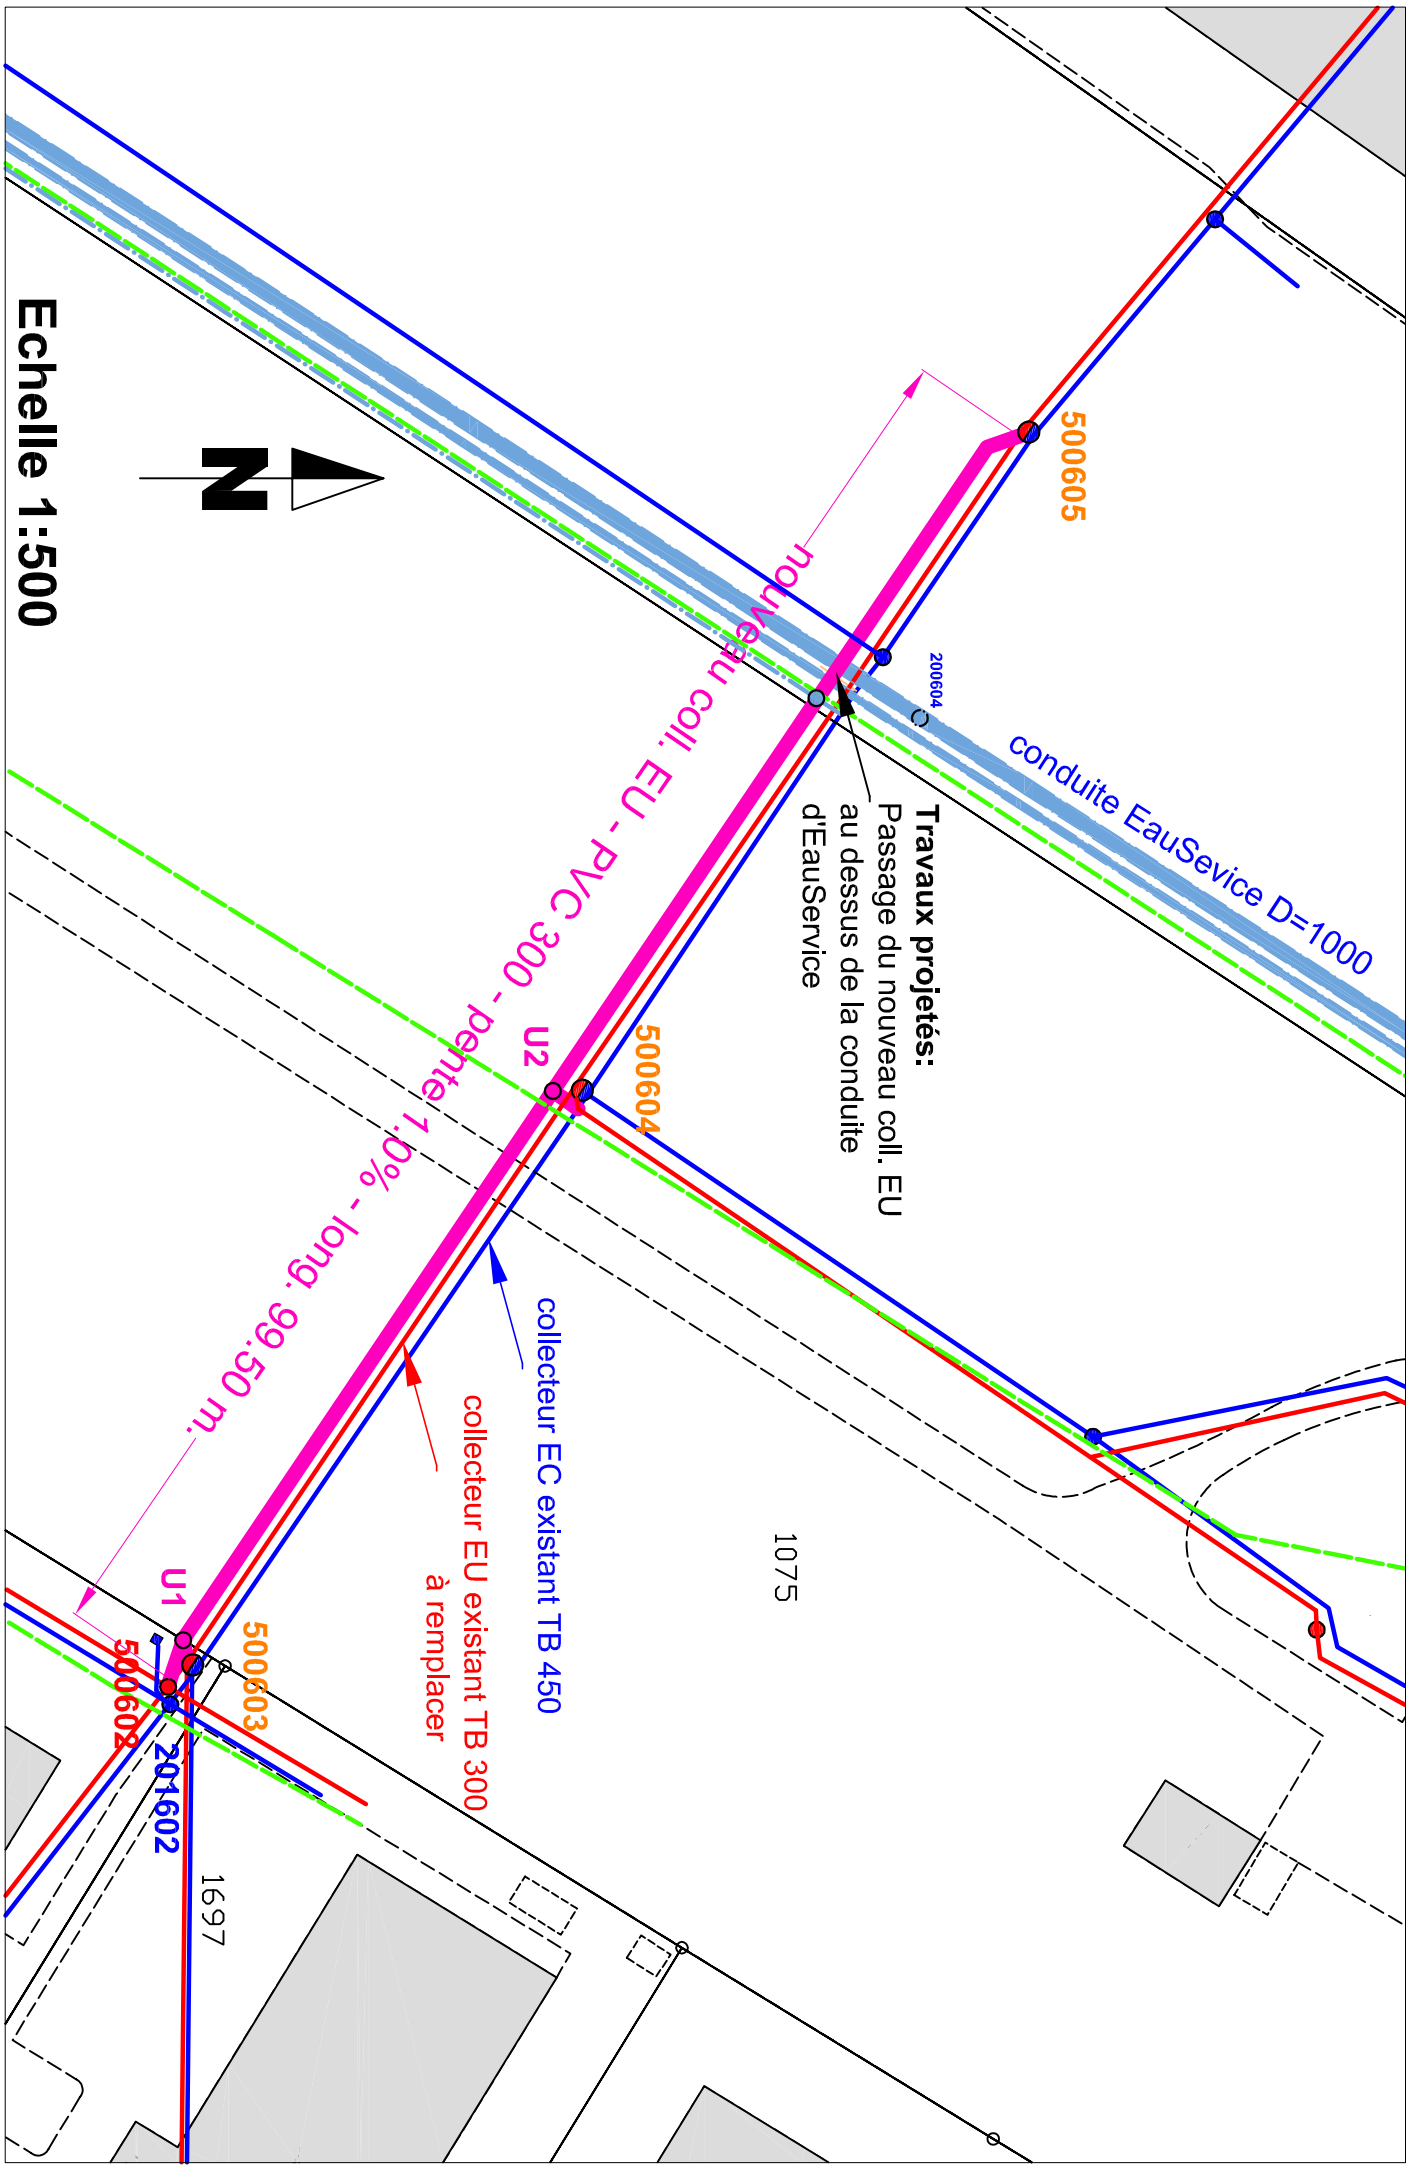 500605
200604
conduite EauSevice D=1000
Travaux projetés:
Passage du nouveau coll. EU
au dessus de la conduite
d'EauService
nouveau coll. EU - PVC 300 - pente 1.0% - long. 99.50 m.
N
Echelle 1:500
500604
U2
collecteur EC existant TB 450
collecteur EU existant TB 300
à remplacer
1075
U1
500603
500602
201602
1697